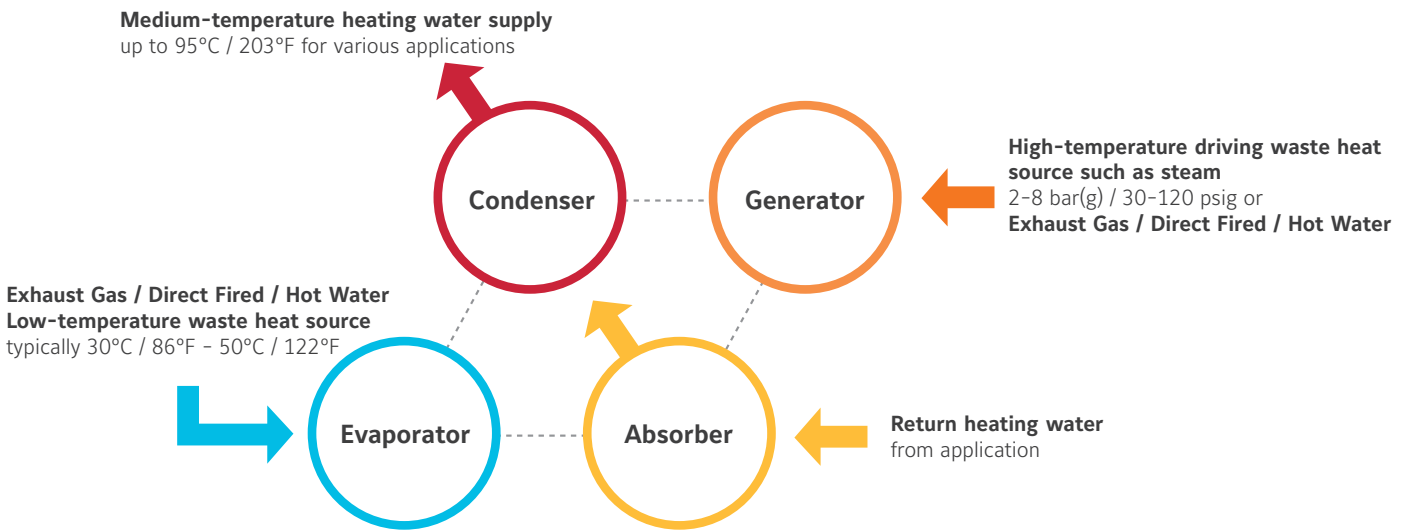 Medium-temperature heating water supply
up to 95°C / 203°F for various applications
Condenser
Generator
High-temperature driving waste heat
source such as steam
2-8 bar(g) / 30-120 psig or
Exhaust Gas / Direct Fired / Hot Water
Exhaust Gas / Direct Fired / Hot Water
Low-temperature waste heat source
typically 30°C / 86°F - 50°C / 122°F
Evaporator
Absorber
Return heating water
from application